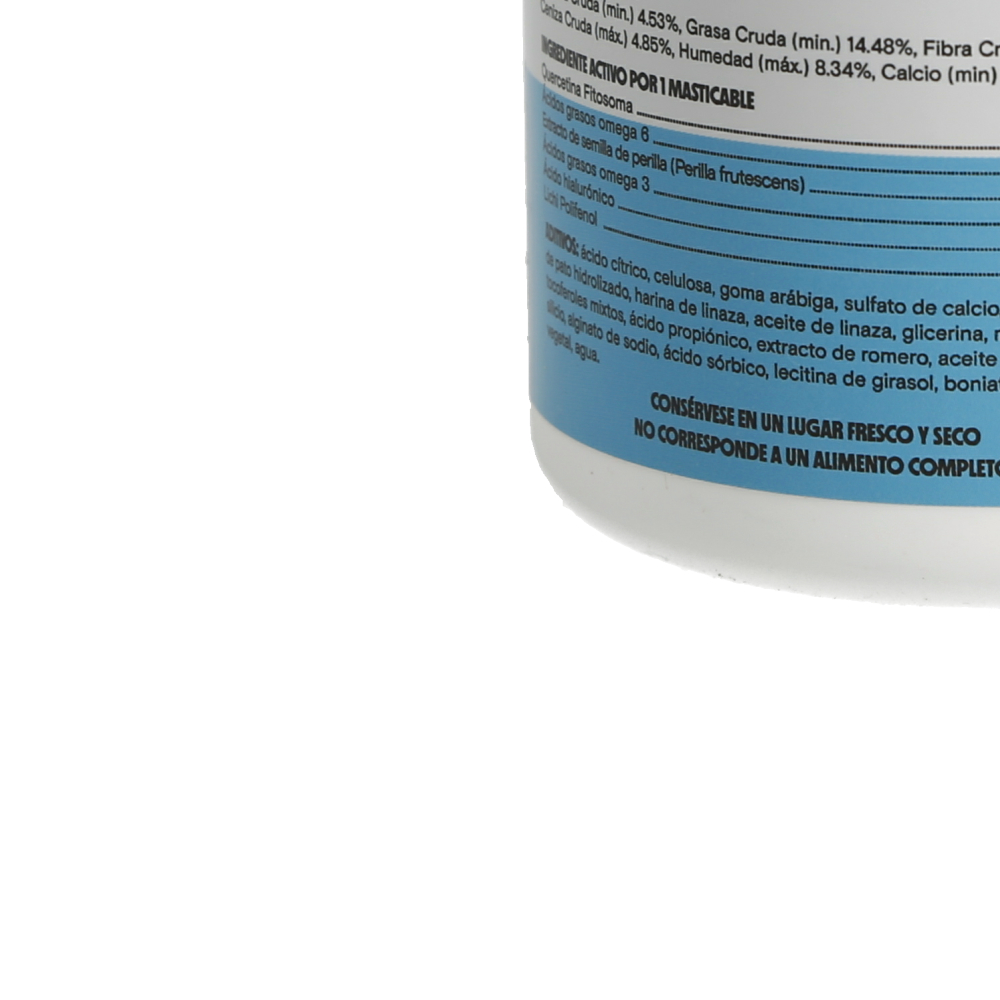 Cruda (min.) 4.53%, Grasa Cruda (min.) 14.48%, Fibra Cr
Ceniza Cruda (máx.) 4.85%, Humedad (máx.) 8.34%, Calcio (min)
INGREDIENTE ACTIVO POR 1 MASTICABLE
Quercetina Fitosoma
Ácidos grasos omega 6
Extracto de semilla de perilla (Perilla frutescens)
Ácidos grasos omega 3
Ácido hialurónico
Lichi Polifenol
ADITIVOS: ácido cítrico, celulosa, goma arábiga, sulfato de calcio,
de pato hidrolizado, harina de linaza, aceite de linaza, glicerina,
tocoferoles mixtos, ácido propiónico, extracto de romero, aceite
silicio, alginato de sodio, ácido sórbico, lecitina de girasol, boniat
vegetal, agua.
CONSÉRVESE EN UN LUGAR FRESCO Y SECO
NO CORRESPONDE A UN ALIMENTO COMPLETO